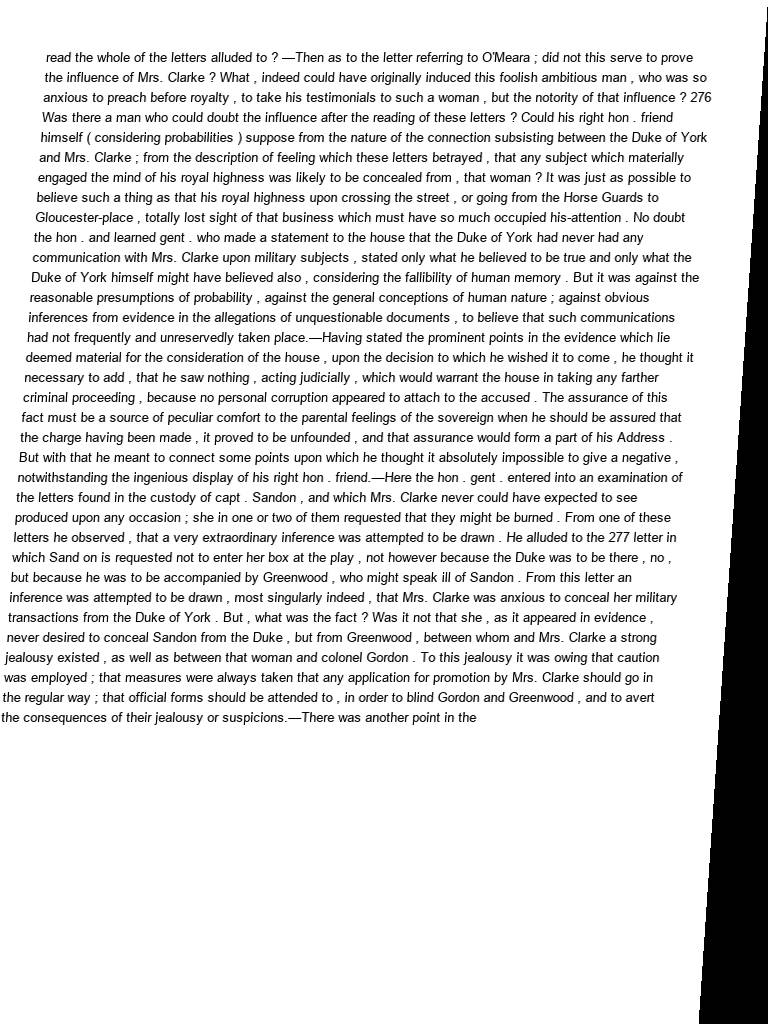 read the whole of the letters alluded to ? —Then as to the letter referring to O'Meara ; did not this serve to prove
the influence of Mrs. Clarke ? What , indeed could have originally induced this foolish ambitious man , who was so
anxious to preach before royalty , to take his testimonials to such a woman , but the notority of that influence ? 276
Was there a man who could doubt the influence after the reading of these letters ? Could his right hon . friend
himself ( considering probabilities ) suppose from the nature of the connection subsisting between the Duke of York
and Mrs. Clarke ; from the description of feeling which these letters betrayed , that any subject which materially
engaged the mind of his royal highness was likely to be concealed from , that woman ? It was just as possible to
believe such a thing as that his royal highness upon crossing the street , or going from the Horse Guards to
Gloucester-place , totally lost sight of that business which must have so much occupied his-attention . No doubt
the hon . and learned gent . who made a statement to the house that the Duke of York had never had any
communication with Mrs. Clarke upon military subjects , stated only what he believed to be true and only what the
Duke of York himself might have believed also , considering the fallibility of human memory . But it was against the
reasonable presumptions of probability , against the general conceptions of human nature ; against obvious
inferences from evidence in the allegations of unquestionable documents , to believe that such communications
had not frequently and unreservedly taken place.—Having stated the prominent points in the evidence which lie
deemed material for the consideration of the house , upon the decision to which he wished it to come , he thought it
necessary to add , that he saw nothing , acting judicially , which would warrant the house in taking any farther
criminal proceeding , because no personal corruption appeared to attach to the accused . The assurance of this
fact must be a source of peculiar comfort to the parental feelings of the sovereign when he should be assured that
the charge having been made , it proved to be unfounded , and that assurance would form a part of his Address .
But with that he meant to connect some points upon which he thought it absolutely impossible to give a negative ,
notwithstanding the ingenious display of his right hon . friend.—Here the hon . gent . entered into an examination of
the letters found in the custody of capt . Sandon , and which Mrs. Clarke never could have expected to see
produced upon any occasion ; she in one or two of them requested that they might be burned . From one of these
letters he observed , that a very extraordinary inference was attempted to be drawn . He alluded to the 277 letter in
which Sand on is requested not to enter her box at the play , not however because the Duke was to be there , no ,
but because he was to be accompanied by Greenwood , who might speak ill of Sandon . From this letter an
inference was attempted to be drawn , most singularly indeed , that Mrs. Clarke was anxious to conceal her military
transactions from the Duke of York . But , what was the fact ? Was it not that she , as it appeared in evidence ,
never desired to conceal Sandon from the Duke , but from Greenwood , between whom and Mrs. Clarke a strong
jealousy existed , as well as between that woman and colonel Gordon . To this jealousy it was owing that caution
was employed ; that measures were always taken that any application for promotion by Mrs. Clarke should go in
the regular way ; that official forms should be attended to , in order to blind Gordon and Greenwood , and to avert
the consequences of their jealousy or suspicions.—There was another point in the